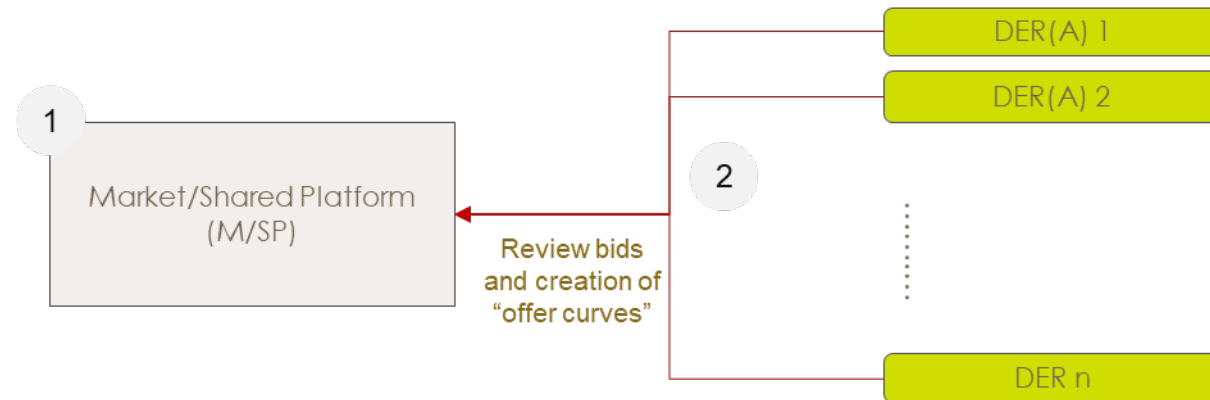 DER(A) 1
DER(A) 2
1
Market/Shared Platform
(M/SP)
2
Review bids
and creation of
“offer curves”
DER n